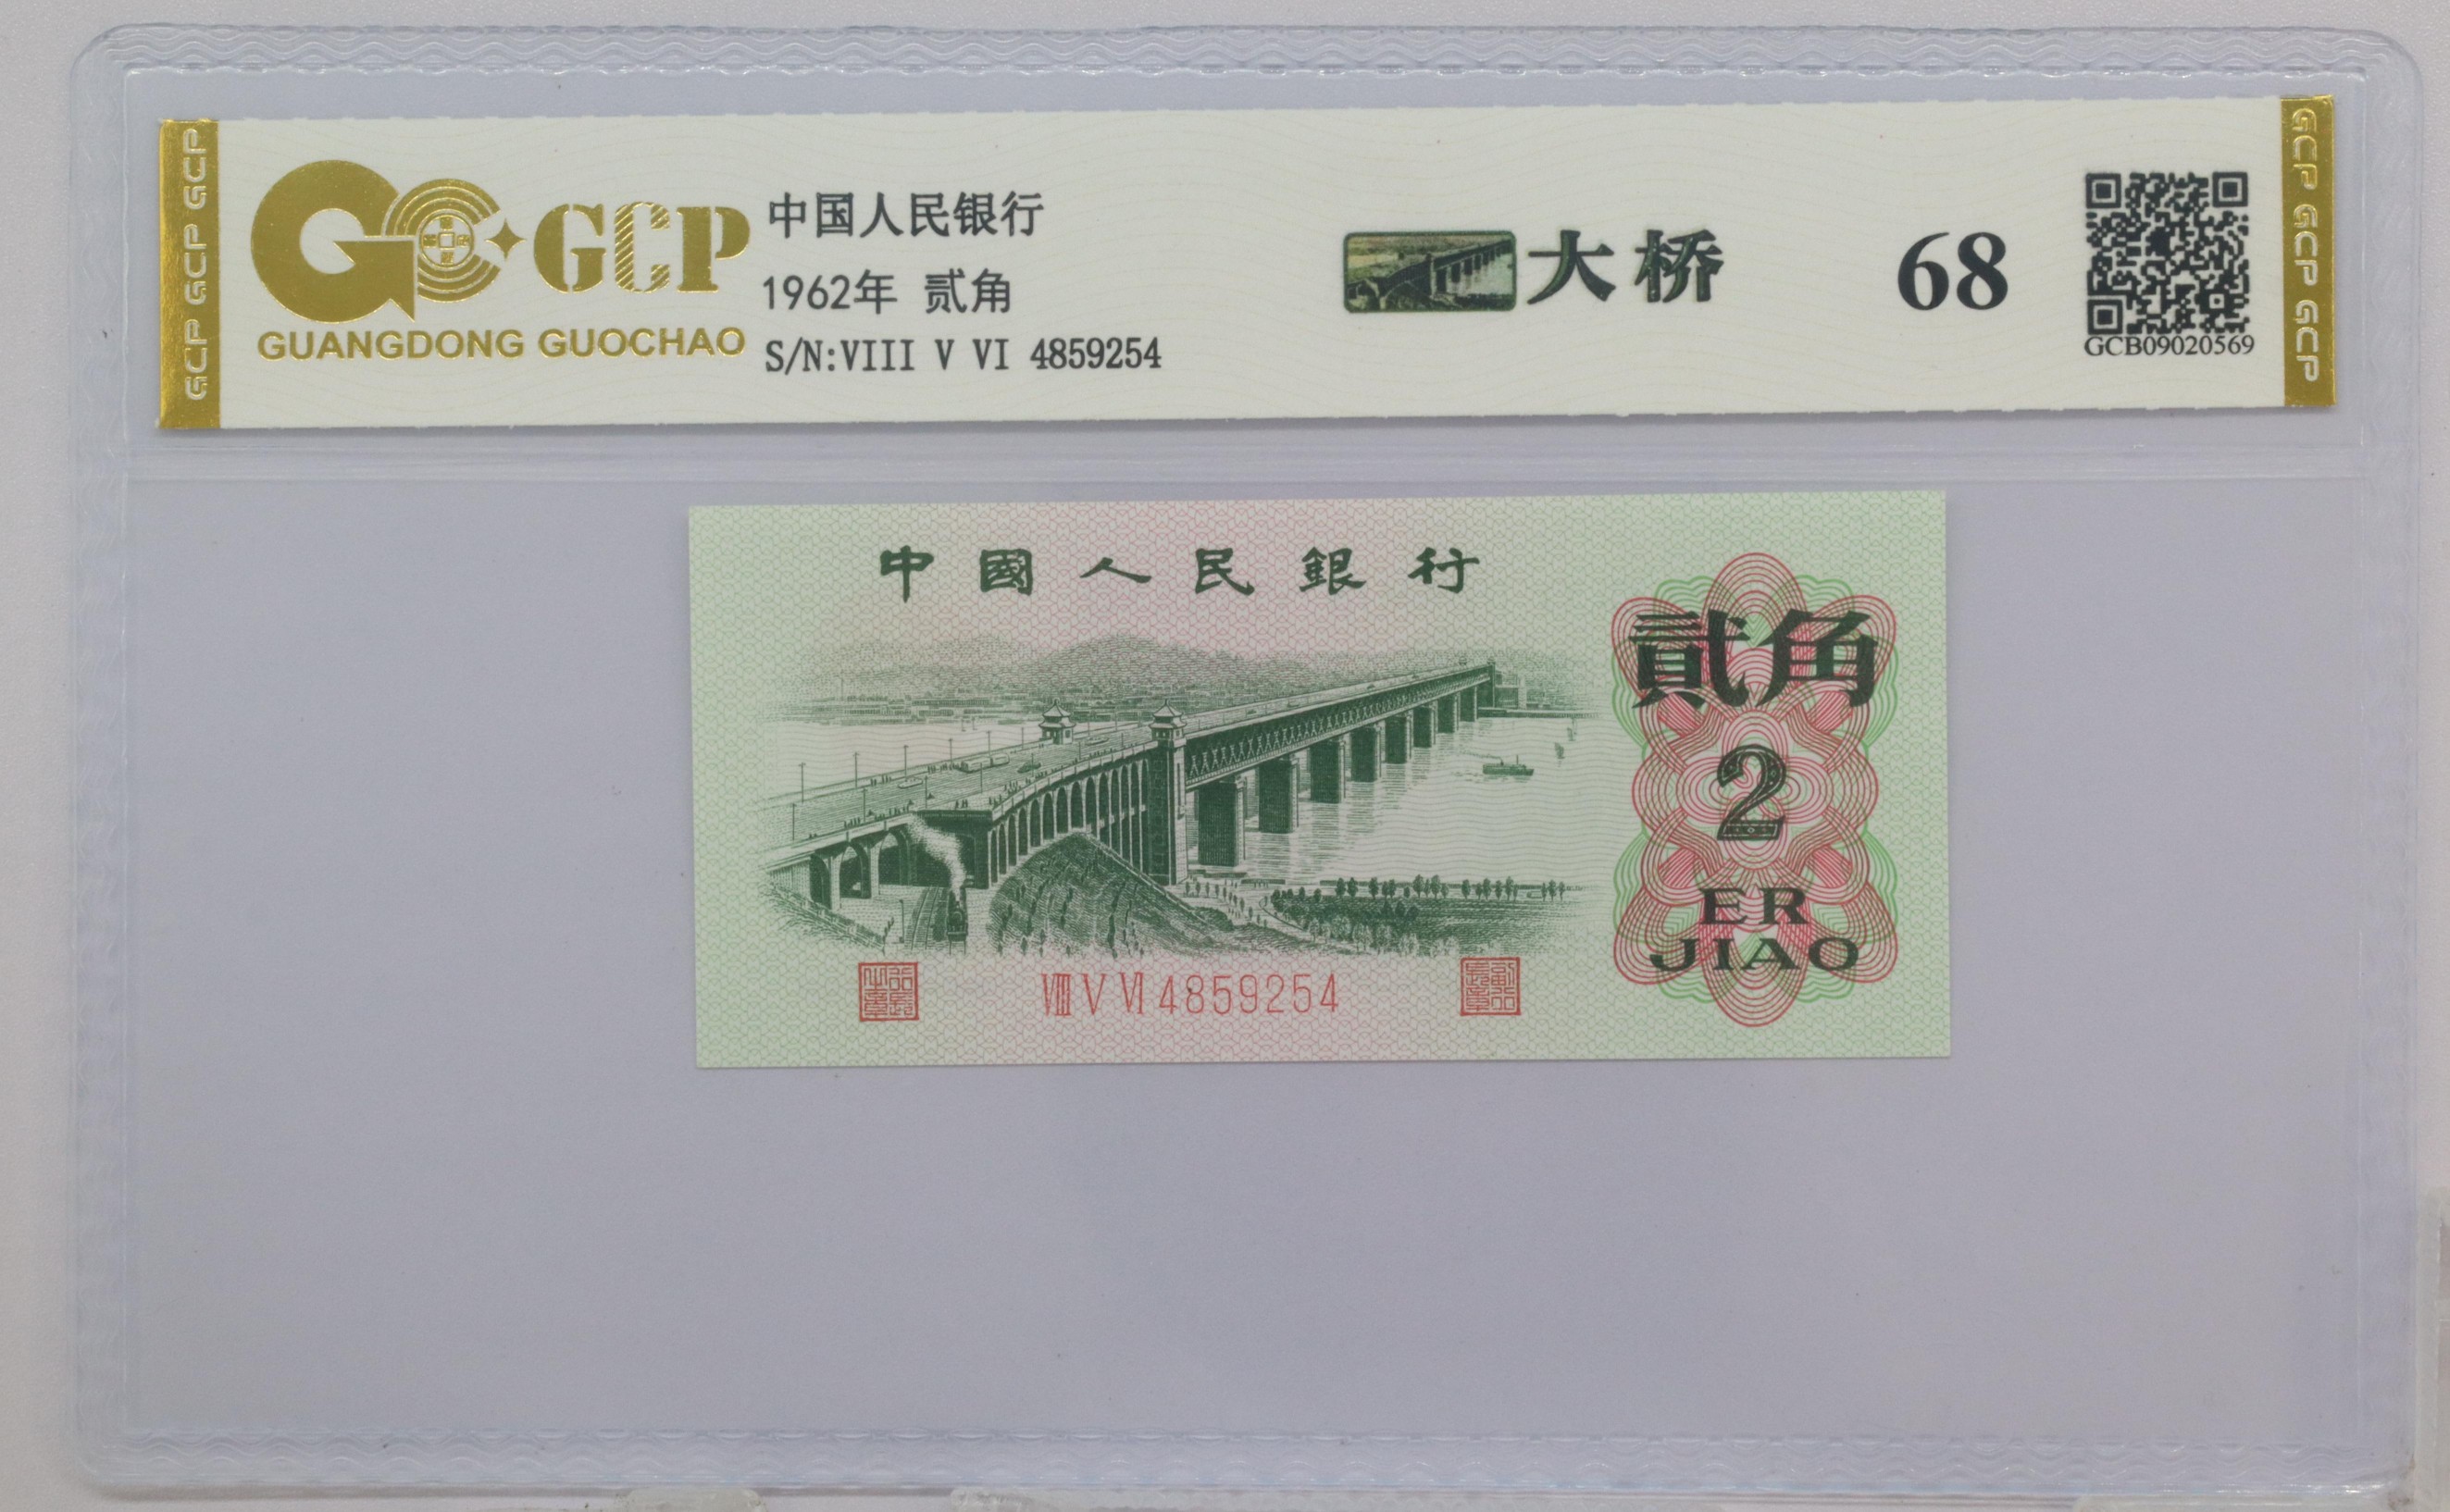 GCP GCP GCP
GCP
GUANGDONG GUOCHAO
中国人民银行
1962年 贰角
S/N:VIII V VI 4859254
大桥
68
GCB09020569
GCP GCP GCP
中國人民銀行
貳角
2
ER
JIAO
VIII V VI 4859254